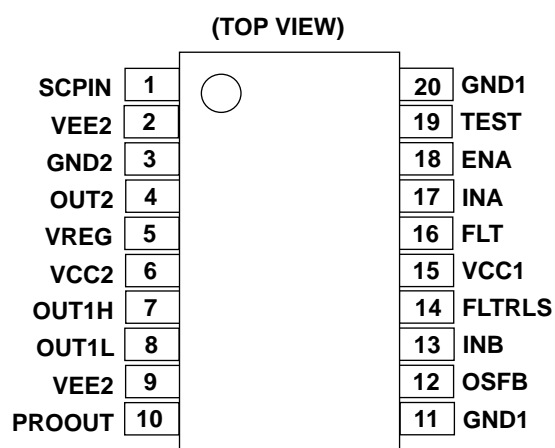 (TOP VIEW)
SCPIN 1 20 GND1
VEE2 2 19 TEST
GND2 3 18 ENA
OUT2 4 17 INA
VREG 5 16 FLT
VCC2 6 15 VCC1
OUT1H 7 14 FLTRLS
OUT1L 8 13 INB
VEE2 9 12 OSFB
PROOUT 10 11 GND1